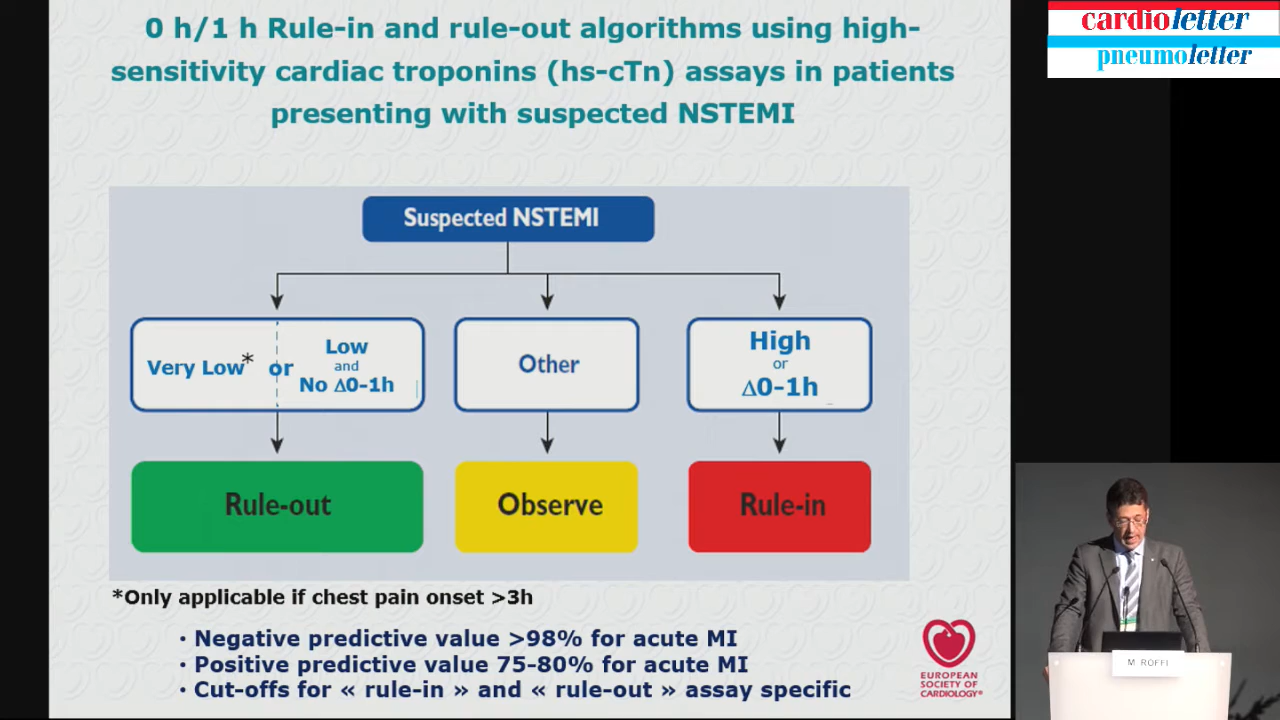 0 h/1 h Rule-in and rule-out algorithms using high-
sensitivity cardiac troponins (hs-cTn) assays in patients
presenting with suspected NSTEMI
cardioletter
pneumoletter
Suspected NSTEMI
Very Low* or
Low
and
No Δ0-1h
Other
High
or
Δ0-1h
Rule-out
Observe
Rule-in
*Only applicable if chest pain onset >3h
• Negative predictive value >98% for acute MI
• Positive predictive value 75-80% for acute MI
• Cut-offs for « rule-in » and « rule-out » assay specific
EUROPEAN
SOCIETY OF
CARDIOLOGY®
M ROFFI